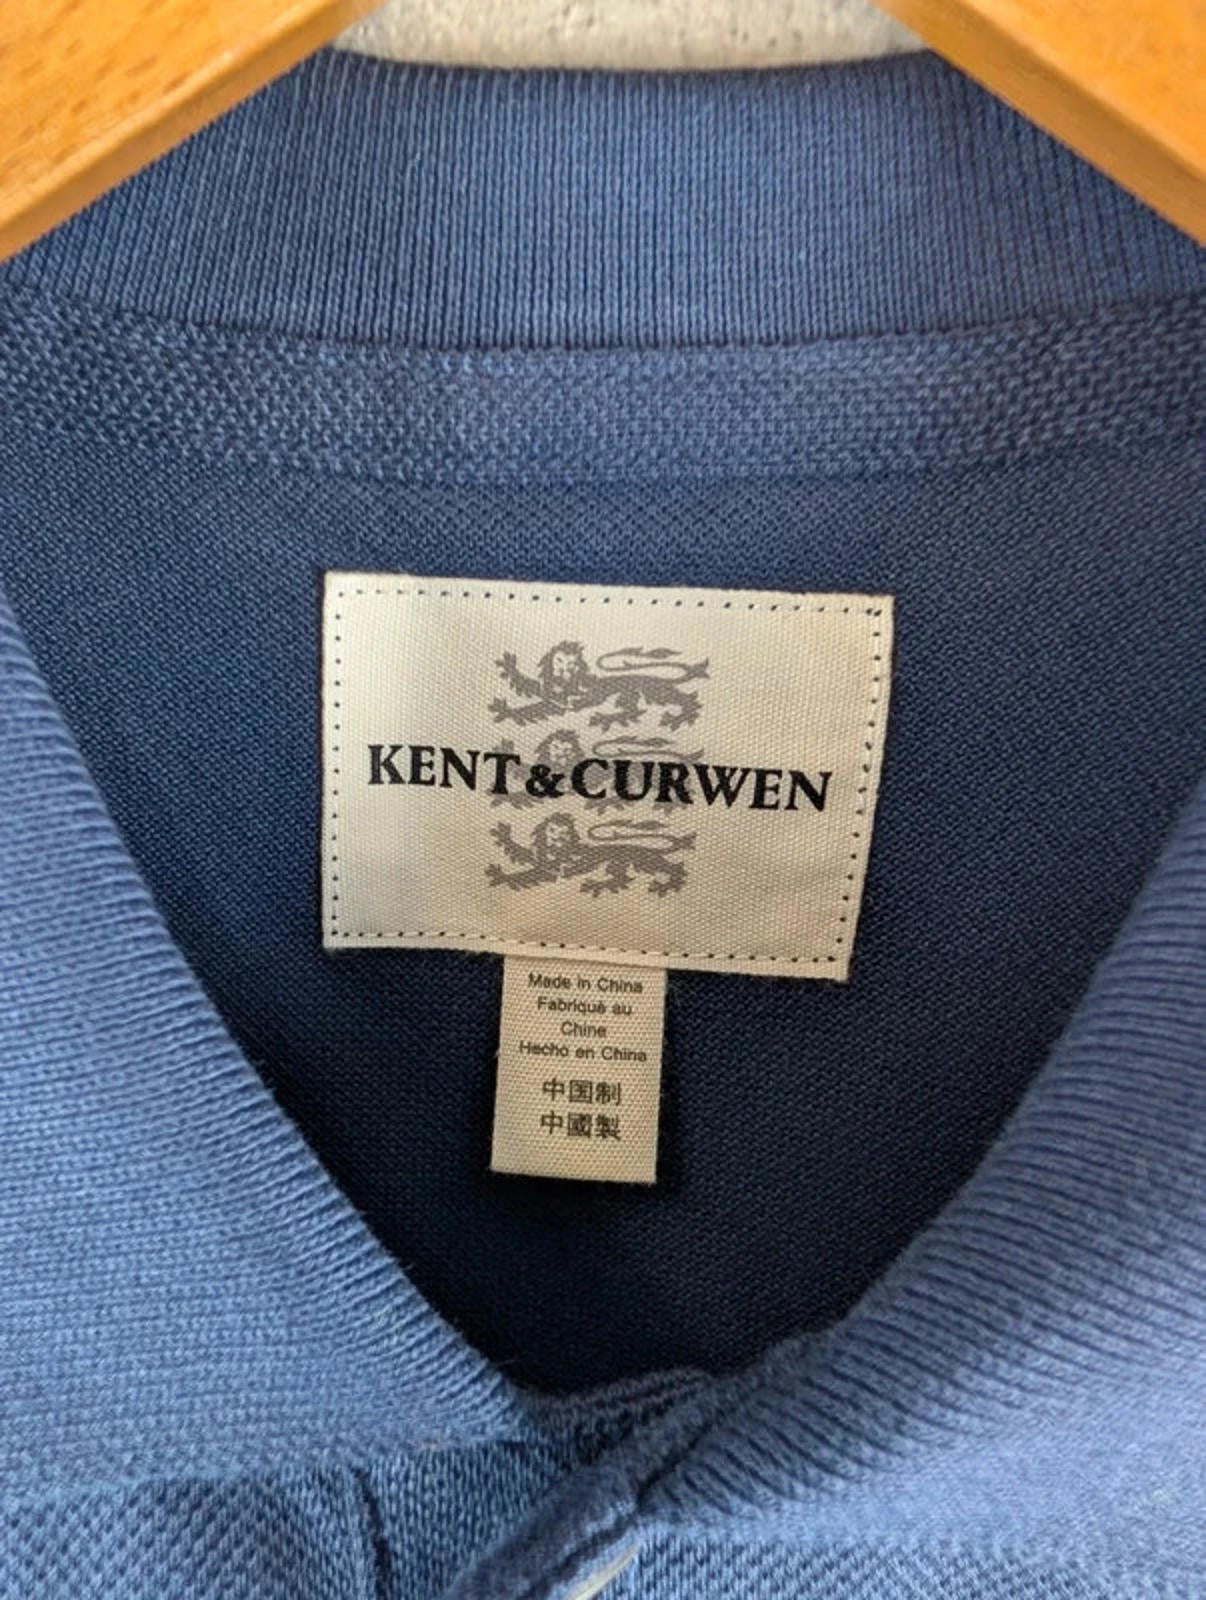 KENT&CURWEN
Made in China
Fabriqué au
Chine
Hecho en China
中国制
中國製